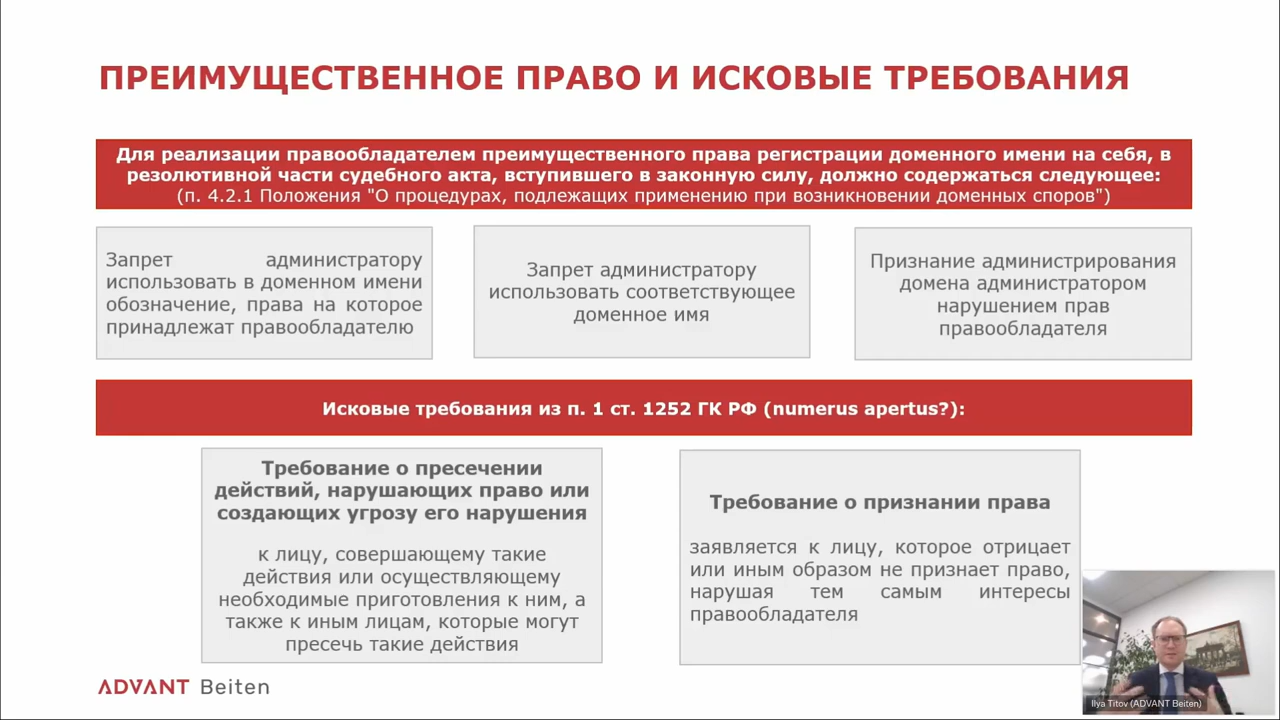 ПРЕИМУЩЕСТВЕННОЕ ПРАВО И ИСКОВЫЕ ТРЕБОВАНИЯ
Для реализации правообладателем преимущественного права регистрации доменного имени на себя, в
резолютивной части судебного акта, вступившего в законную силу, должно содержаться следующее:
(п. 4.2.1 Положения "О процедурах, подлежащих применению при возникновении доменных споров")
Запрет администратору
использовать в доменном имени
обозначение, права на которое
принадлежат правообладателю
Запрет администратору
использовать соответствующее
доменное имя
Признание администрирования
домена администратором
нарушением прав
правообладателя
Исковые требования из п. 1 ст. 1252 ГК РФ (numerus apertus?):
Требование о пресечении
действий, нарушающих право или
создающих угрозу его нарушения
к лицу, совершающему такие
действия или осуществляющему
необходимые приготовления к ним, а
также к иным лицам, которые могут
пресечь такие действия
Требование о признании права
заявляется к лицу, которое отрицает
или иным образом не признает право,
нарушая тем самым интересы
правообладателя
ADVANT Beiten
Ilya Titov (ADVANT Beiten)